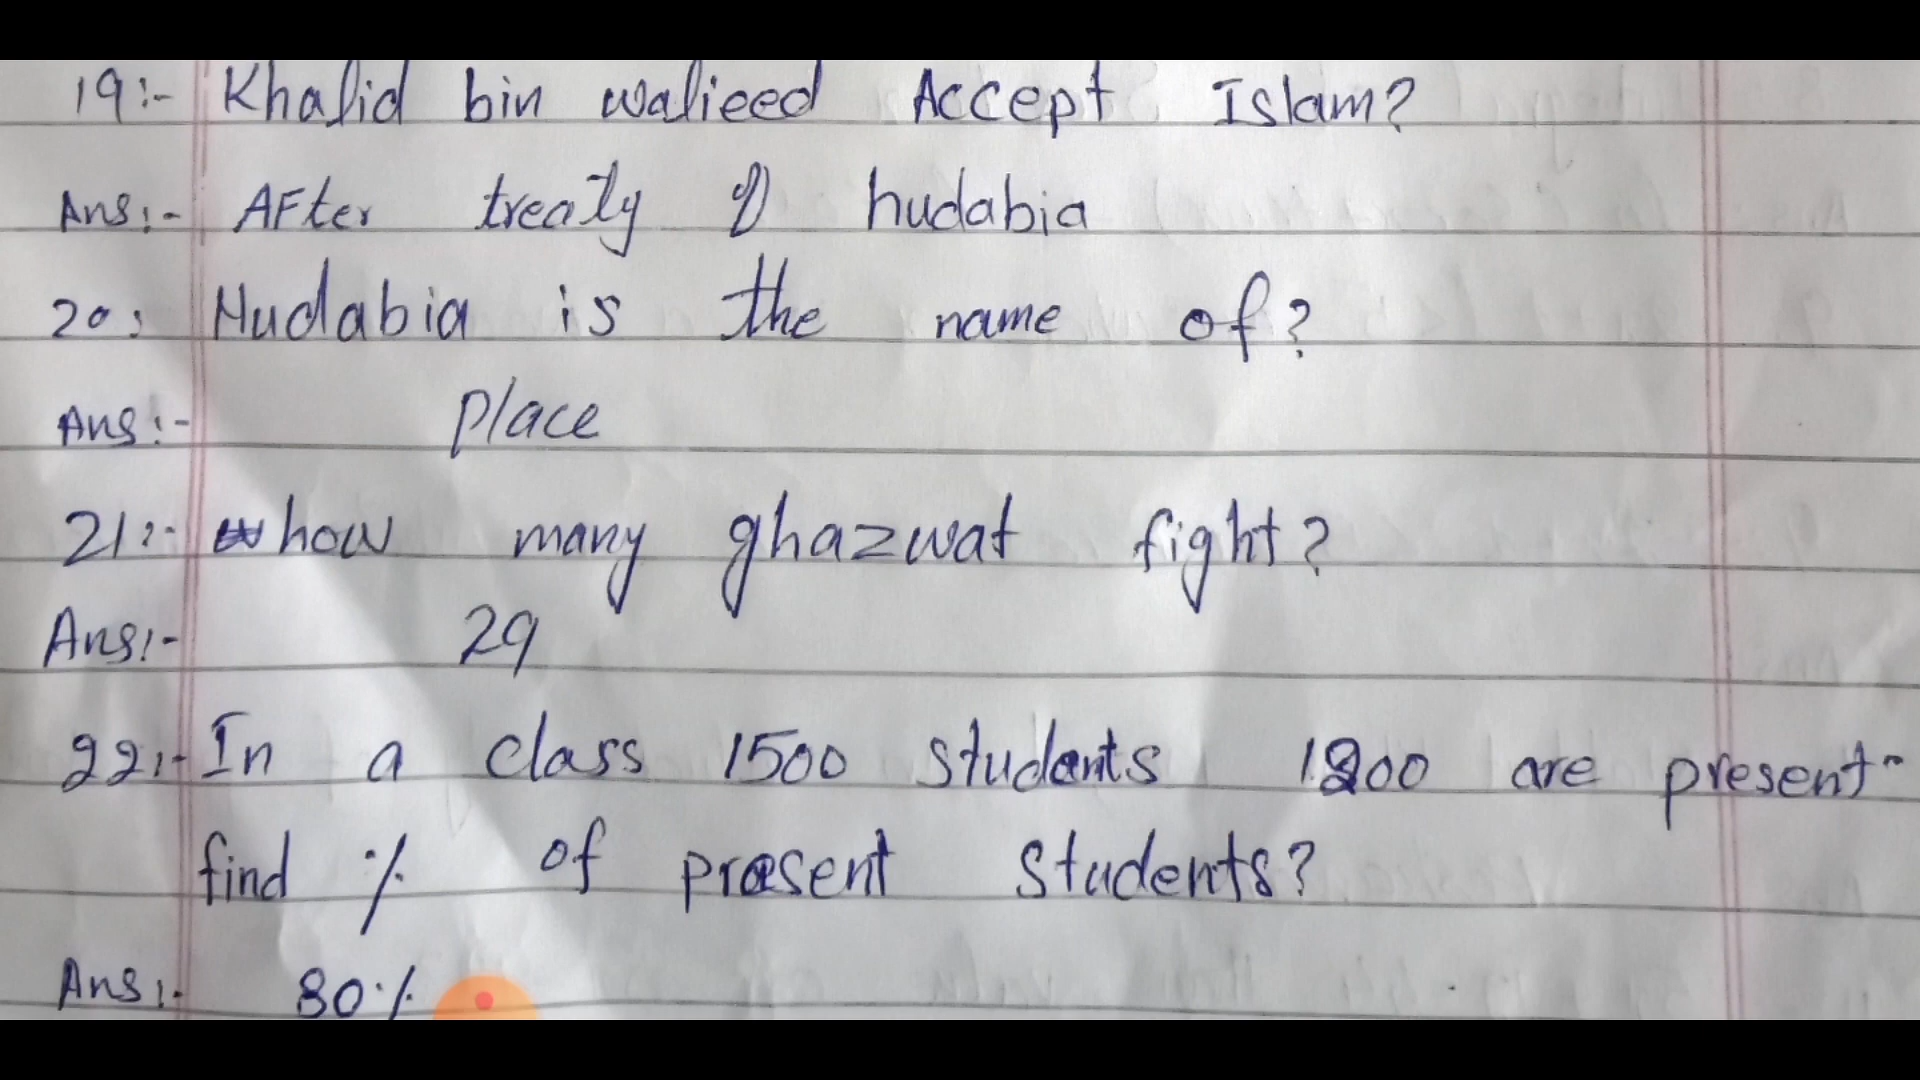 19:- Khalid bin walieed Accept Islam?
Ans:- AFter treaty of hudabia
20: Hudabia is the name of?
Ans:- Place
21:- how many ghazwat fight?
Ans:- 29
22:- In a class 1500 Students 1200 are present
find % of present Students?
Ans:- 80%